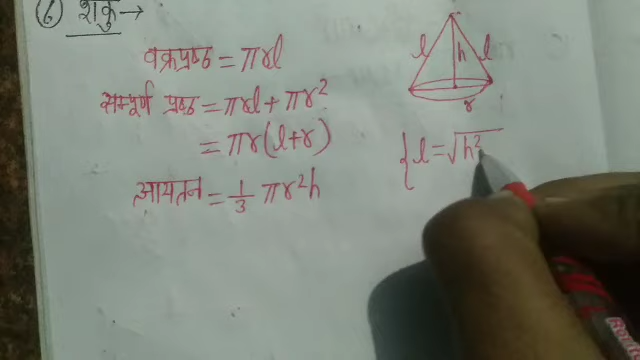 ⑥ शंकु →
वक्रपृष्ठ = πrl
सम्पूर्ण पृष्ठ = πrl + πr²
= πr(l+r)
आयतन = 1/3 πr²h
l h l
r
{ l = √h²